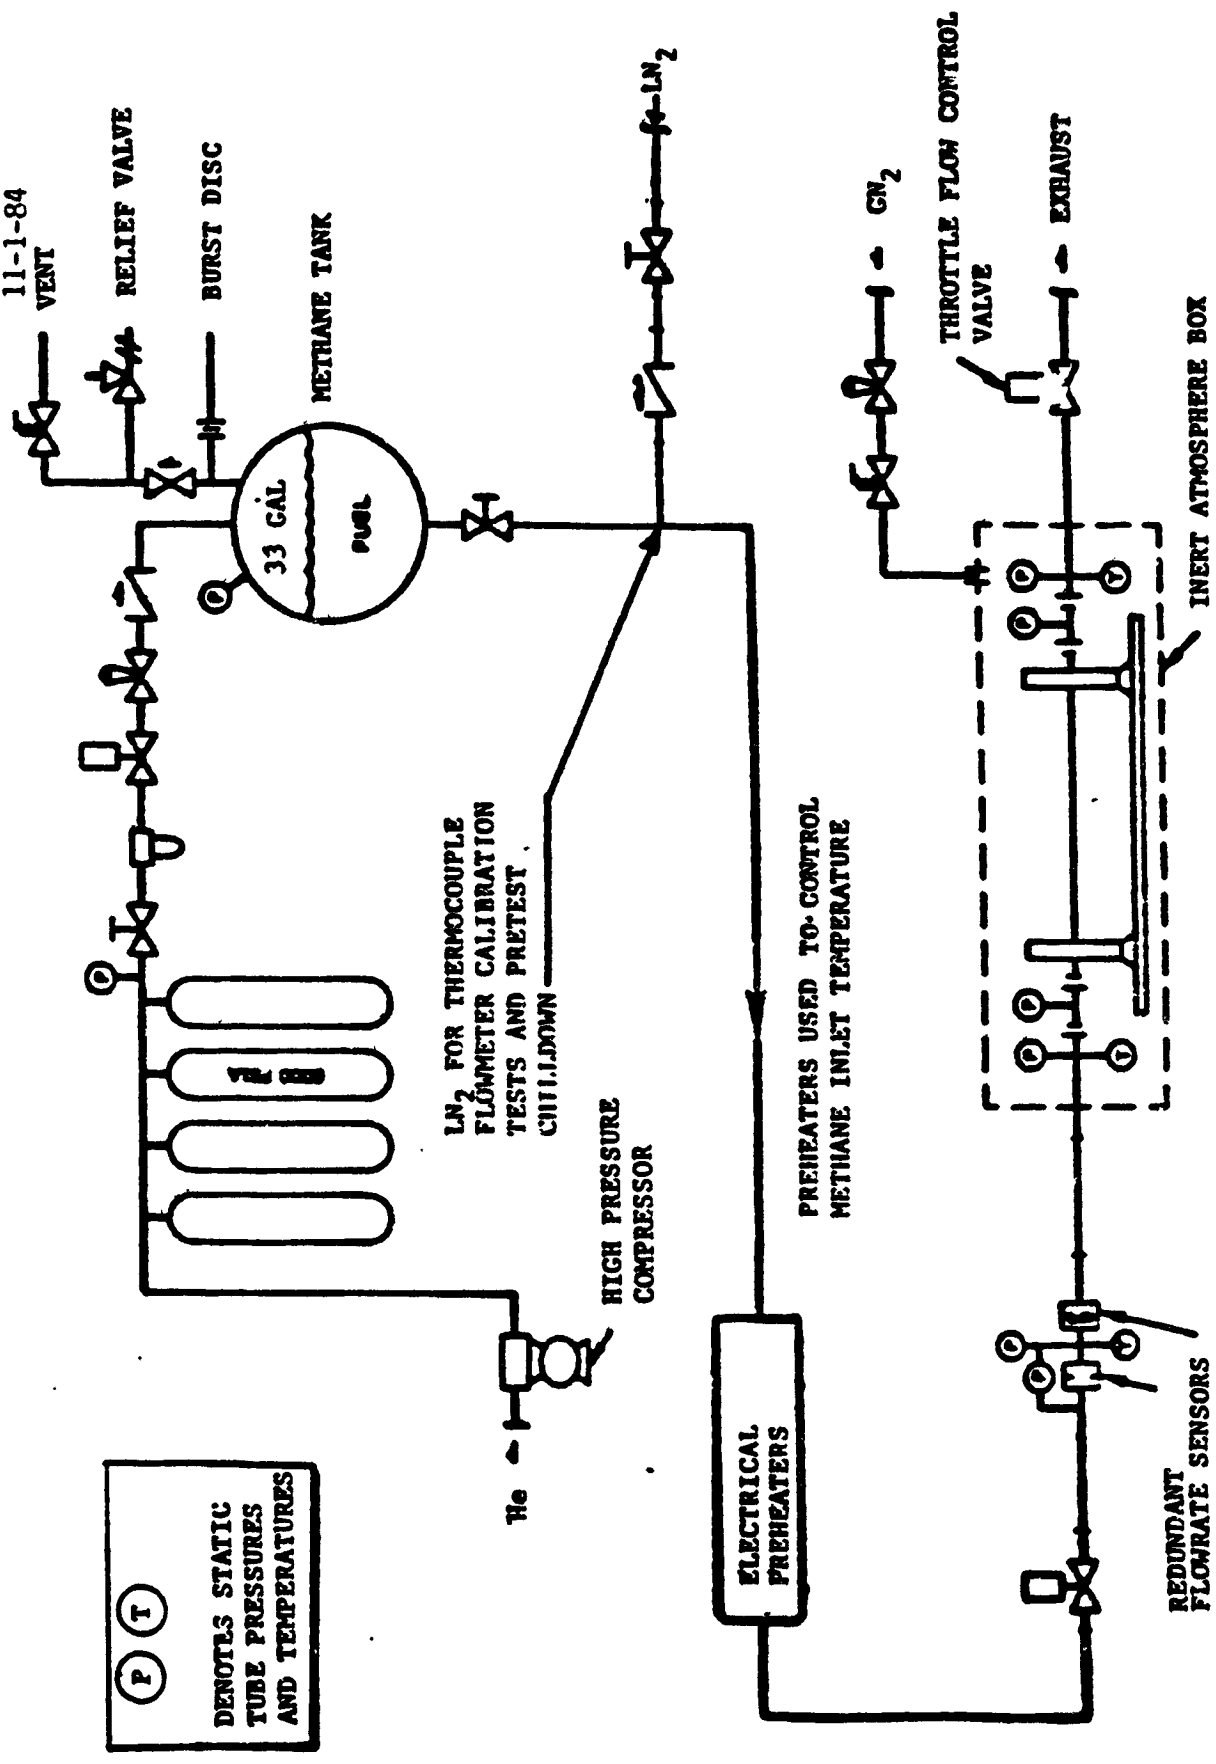 11-1-84
VENT
RELIEF VALVE
BURST DISC
METHANE TANK
33 GAL
FUEL
P
P
LN2
LN2 FOR THERMOCOUPLE
FLOWMETER CALIBRATION
TESTS AND PRETEST
CHILLDOWN
HIGH PRESSURE
COMPRESSOR
He
P T
DENOTES STATIC
TUBE PRESSURES
AND TEMPERATURES
ELECTRICAL
PREHEATERS
PREHEATERS USED TO CONTROL
METHANE INLET TEMPERATURE
GN2
THROTTLE FLOW CONTROL
VALVE
EXHAUST
INERT ATMOSPHERE BOX
P
T
P
P
P
T
P
P
T
REDUNDANT
FLOWRATE SENSORS